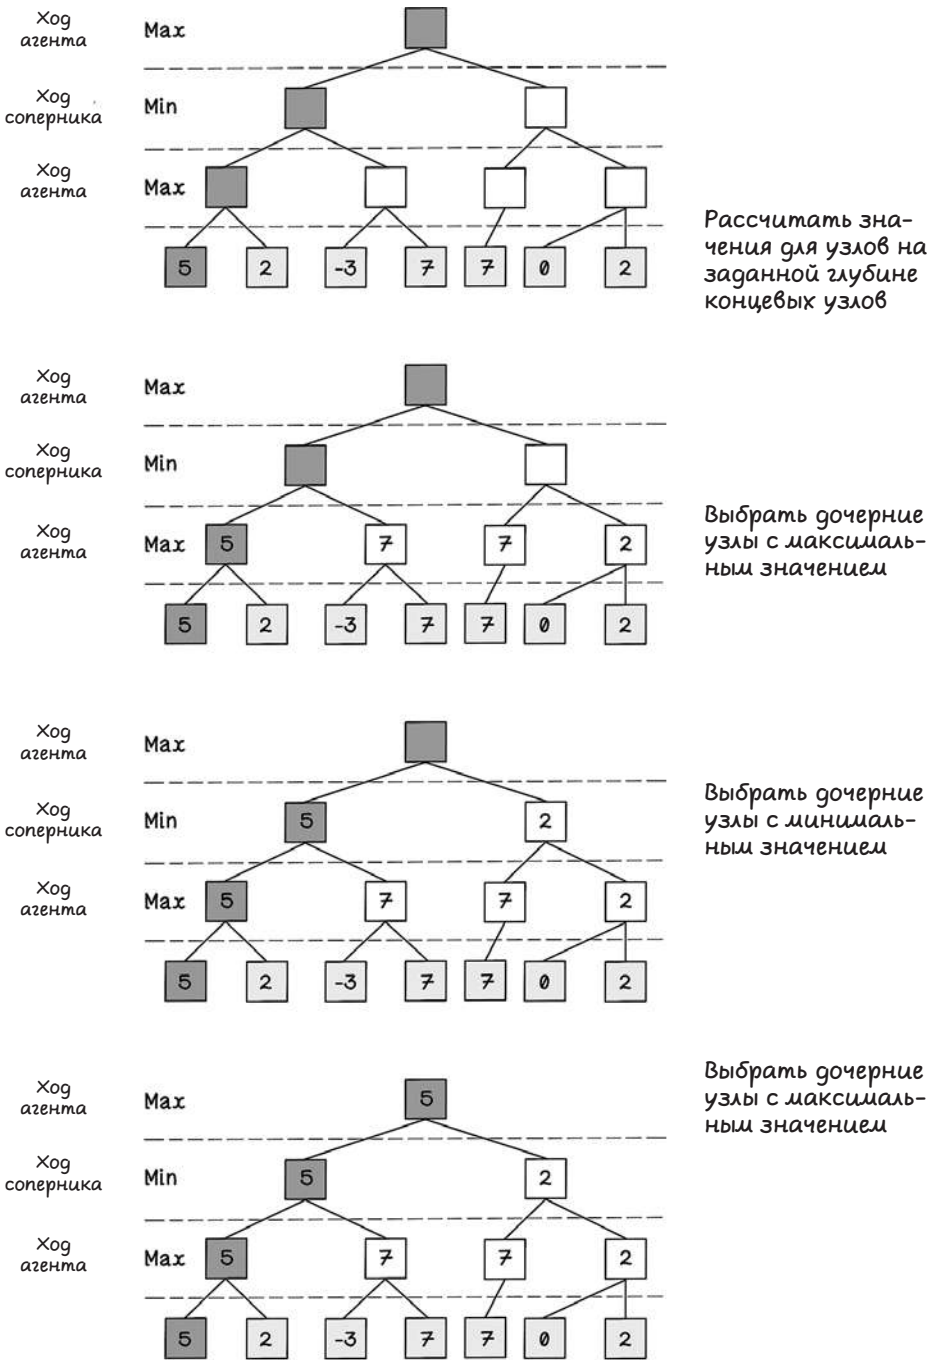 Ход
агента
Max
Ход
соперника
Min
Ход
агента
Max
5 2 -3 7 7 0 2
Рассчитать зна-
чения для узлов на
заданной глубине
концевых узлов
Ход
агента
Max
Ход
соперника
Min
Ход
агента
Max
5 7 7 2
5 2 -3 7 7 0 2
Выбрать дочерние
узлы с максималь-
ным значением
Ход
агента
Max
Ход
соперника
Min
5 2
Ход
агента
Max
5 7 7 2
5 2 -3 7 7 0 2
Выбрать дочерние
узлы с минималь-
ным значением
Ход
агента
Max
5
Ход
соперника
Min
5 2
Ход
агента
Max
5 7 7 2
5 2 -3 7 7 0 2
Выбрать дочерние
узлы с максималь-
ным значением